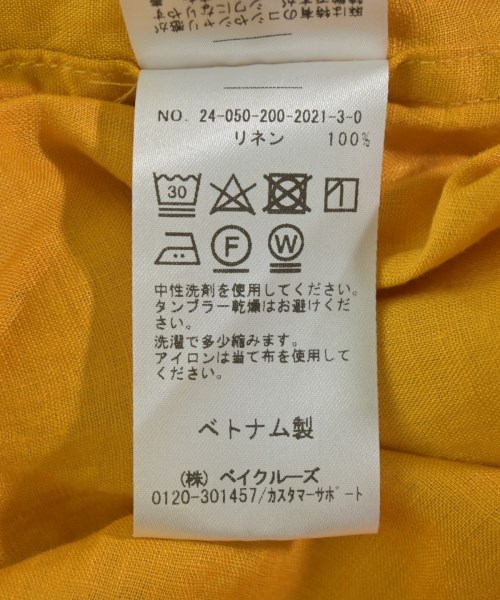 NO. 24-050-200-2021-3-0
リネン 100%
30
F
W
中性洗剤を使用してください。
タンブラー乾燥はお避けくだ
さい。
洗濯で多少縮みます。
アイロンは当て布を使用して
ください。
ベトナム製
(株) ベイクルーズ
0120-301457/カスタマーサポート